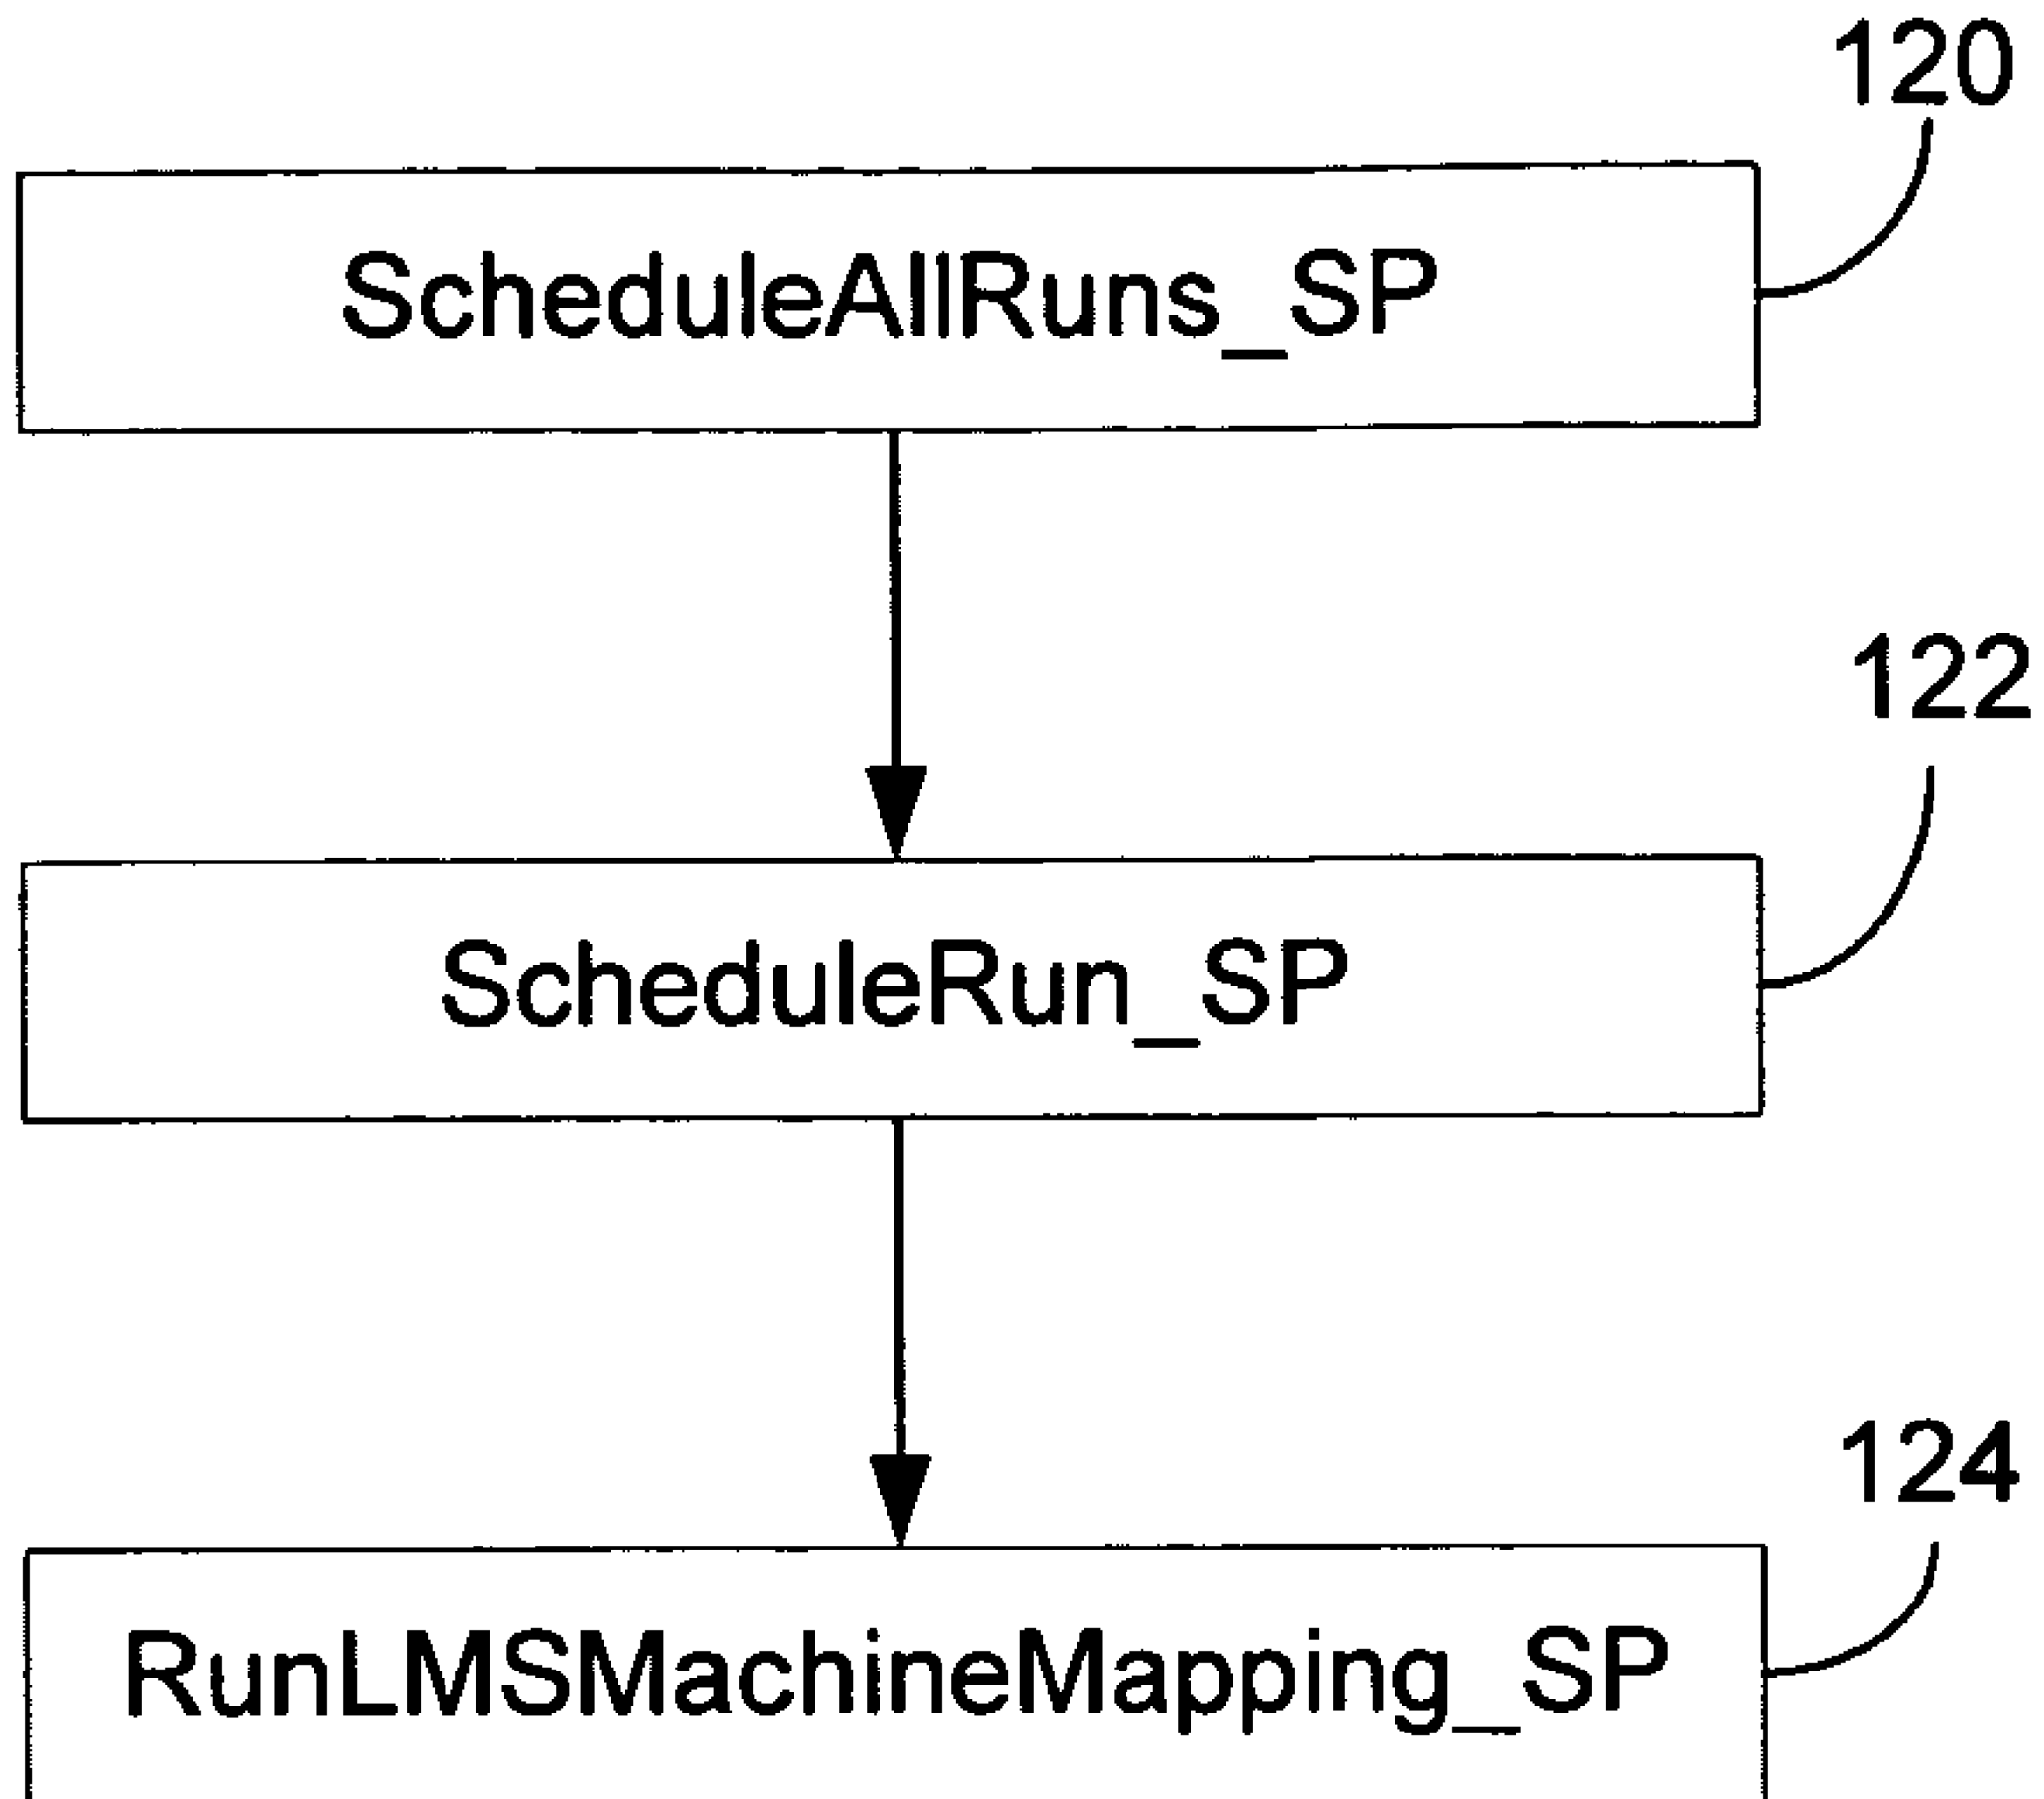 120
ScheduleAllRuns_SP
122
ScheduleRun_SP
124
RunLMSMachineMapping_SP